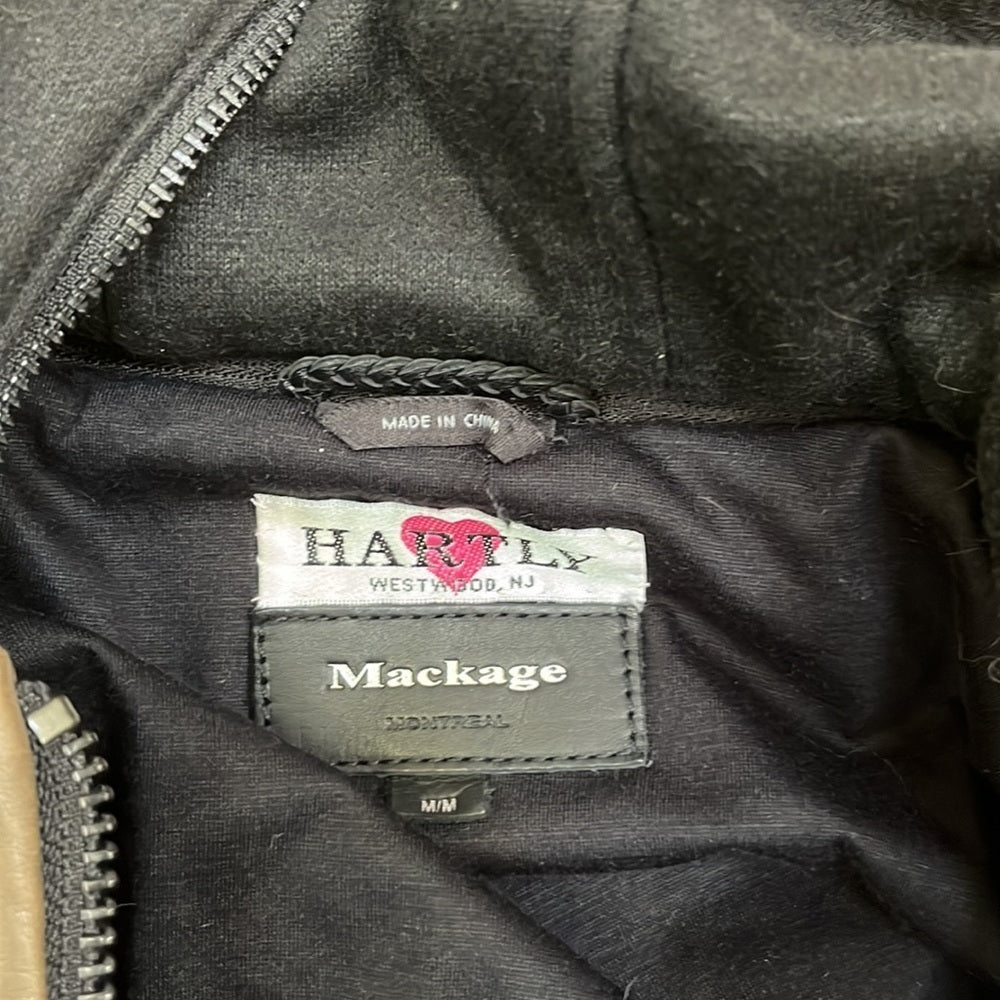 MADE IN CHINA
HARTLY
WESTWOOD, NJ
Mackage
MONTREAL
M/M